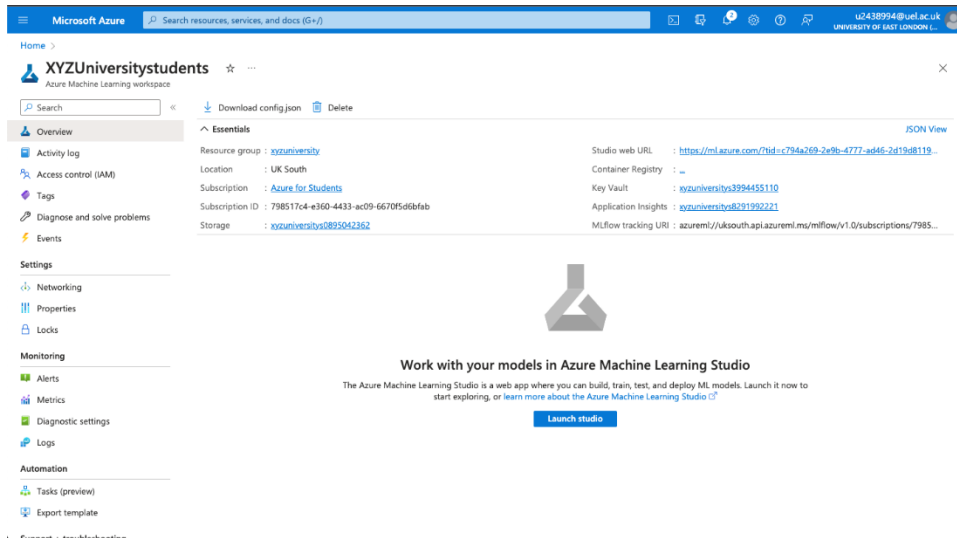 Microsoft Azure
Search resources, services, and docs (G+/)
2
u2438994@uel.ac.uk
UNIVERSITY OF EAST LONDON (...
Home >
XYZUniversitystudents
Azure Machine Learning workspace
Search
Download config.json
Delete
Overview
Activity log
Access control (IAM)
Tags
Diagnose and solve problems
Events
Settings
Networking
Properties
Locks
Monitoring
Alerts
Metrics
Diagnostic settings
Logs
Automation
Tasks (preview)
Export template
Essentials
JSON View
Resource group : xyzuniversity
Location : UK South
Subscription : Azure for Students
Subscription ID : 798517c4-e360-4433-ac09-6670f5d6bfab
Storage : xyzuniversitys0895042362
Studio web URL : https://ml.azure.com/?tid=c794a269-2e9b-4777-ad46-2d19d8119...
Container Registry : ...
Key Vault : xyzuniversitys3994455110
Application Insights : xyzuniversitys8291992221
MLflow tracking URI : azureml://uksouth.api.azureml.ms/mlflow/v1.0/subscriptions/7985...
Work with your models in Azure Machine Learning Studio
The Azure Machine Learning Studio is a web app where you can build, train, test, and deploy ML models. Launch it now to
start exploring, or learn more about the Azure Machine Learning Studio
Launch studio